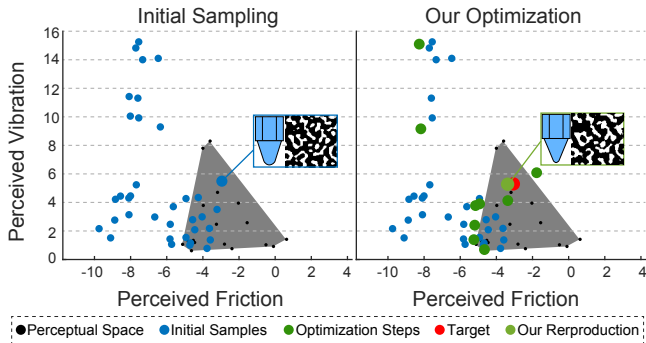 Initial Sampling
Our Optimization
Perceived Vibration
16
14
12
10
8
6
4
2
0
-10 -8 -6 -4 -2 0 2 4
-10 -8 -6 -4 -2 0 2 4
Perceived Friction
Perceived Friction
Perceptual Space Initial Samples Optimization Steps Target Our Rerproduction